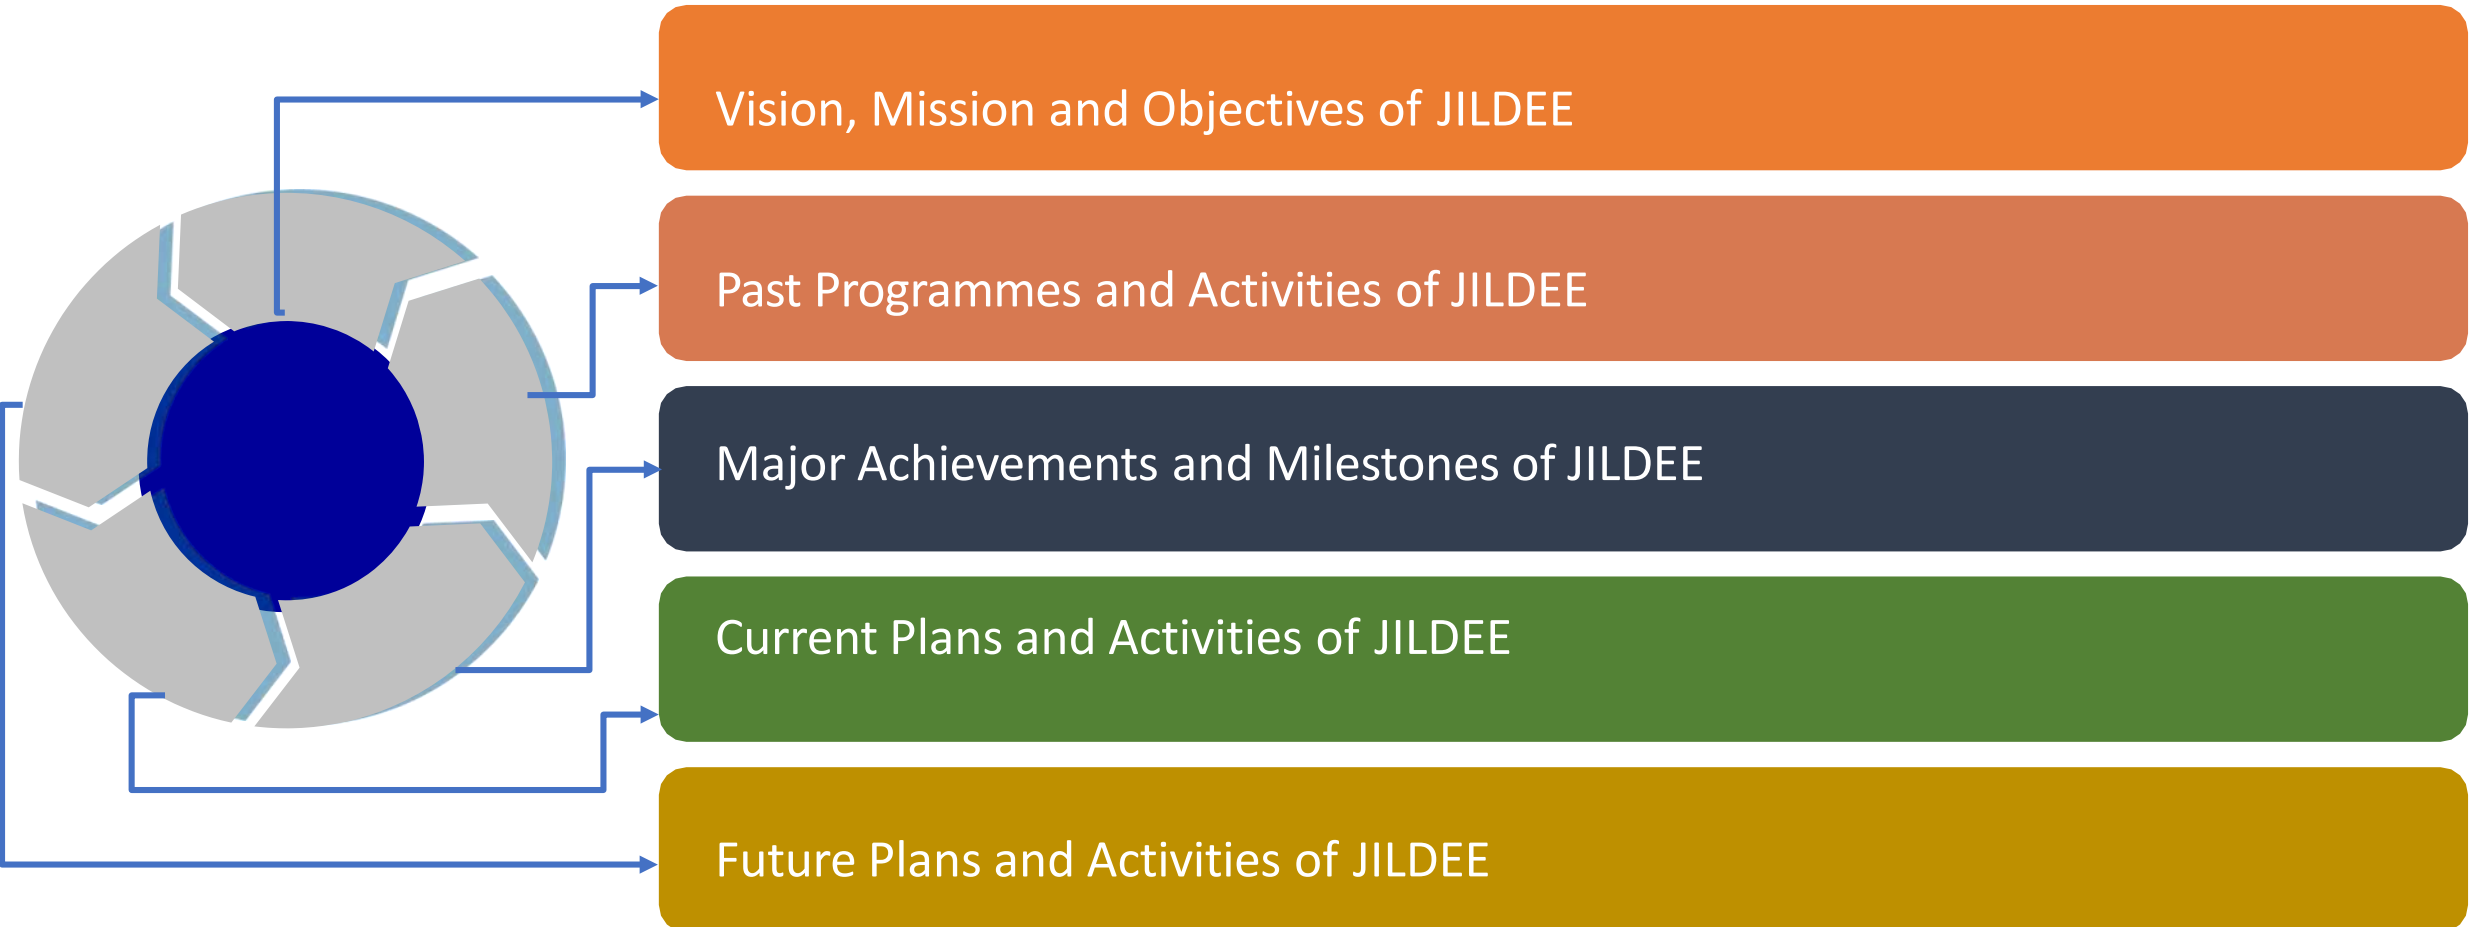 Vision, Mission and Objectives of JILDEE
Past Programmes and Activities of JILDEE
Major Achievements and Milestones of JILDEE
Current Plans and Activities of JILDEE
Future Plans and Activities of JILDEE